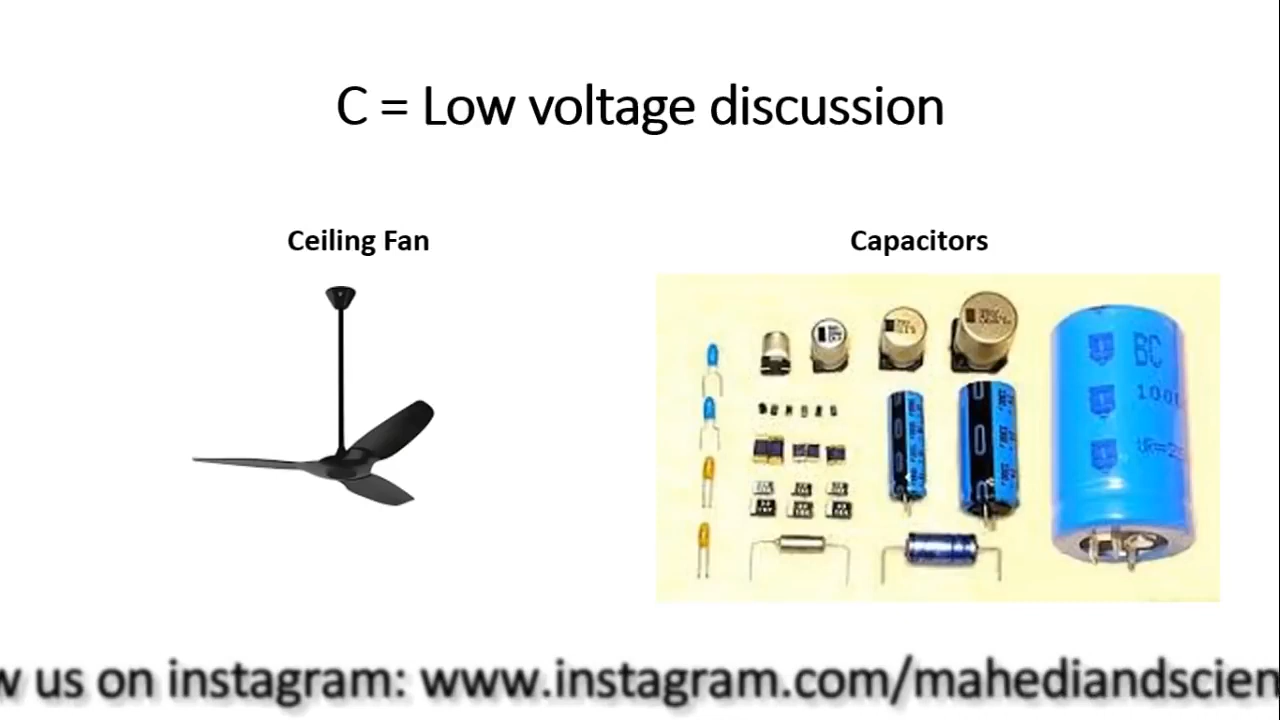 C = Low voltage discussion
Ceiling Fan
Capacitors
BC
w us on instagram: www.instagram.com/mahediandscien